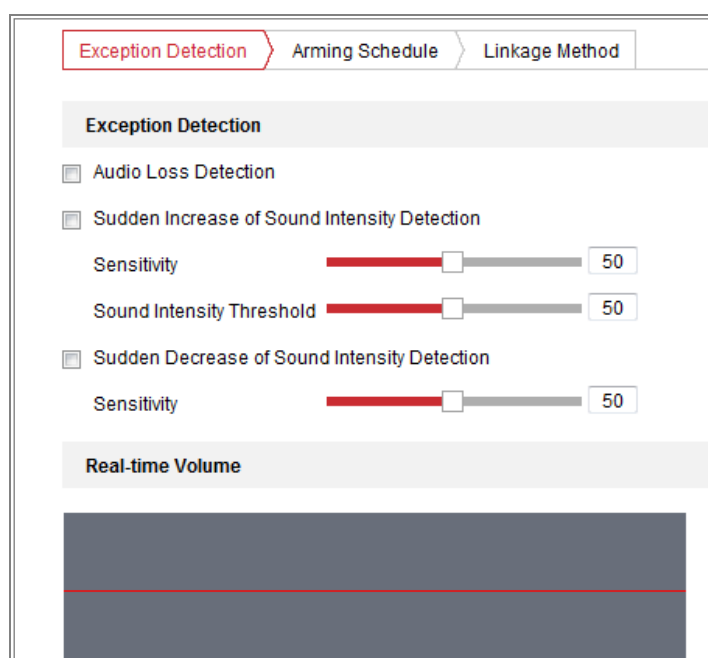 Exception Detection Arming Schedule Linkage Method
Exception Detection
Audio Loss Detection
Sudden Increase of Sound Intensity Detection
Sensitivity 50
Sound Intensity Threshold 50
Sudden Decrease of Sound Intensity Detection
Sensitivity 50
Real-time Volume